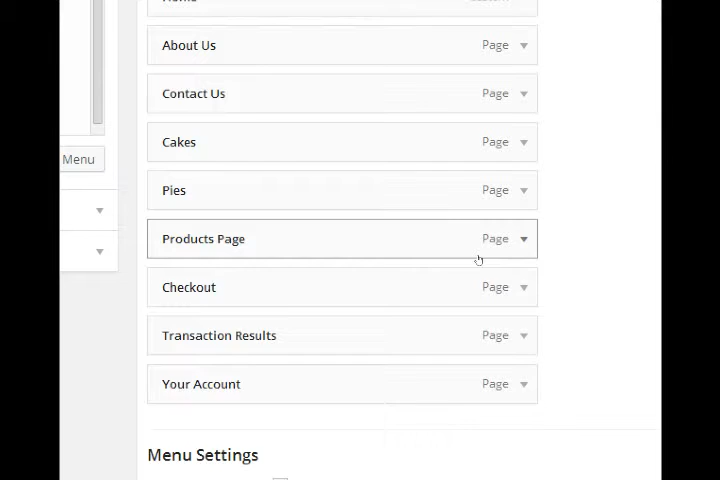 About Us Page
Contact Us Page
Cakes Page
Menu
Pies Page
Products Page Page
Checkout Page
Transaction Results Page
Your Account Page
Menu Settings